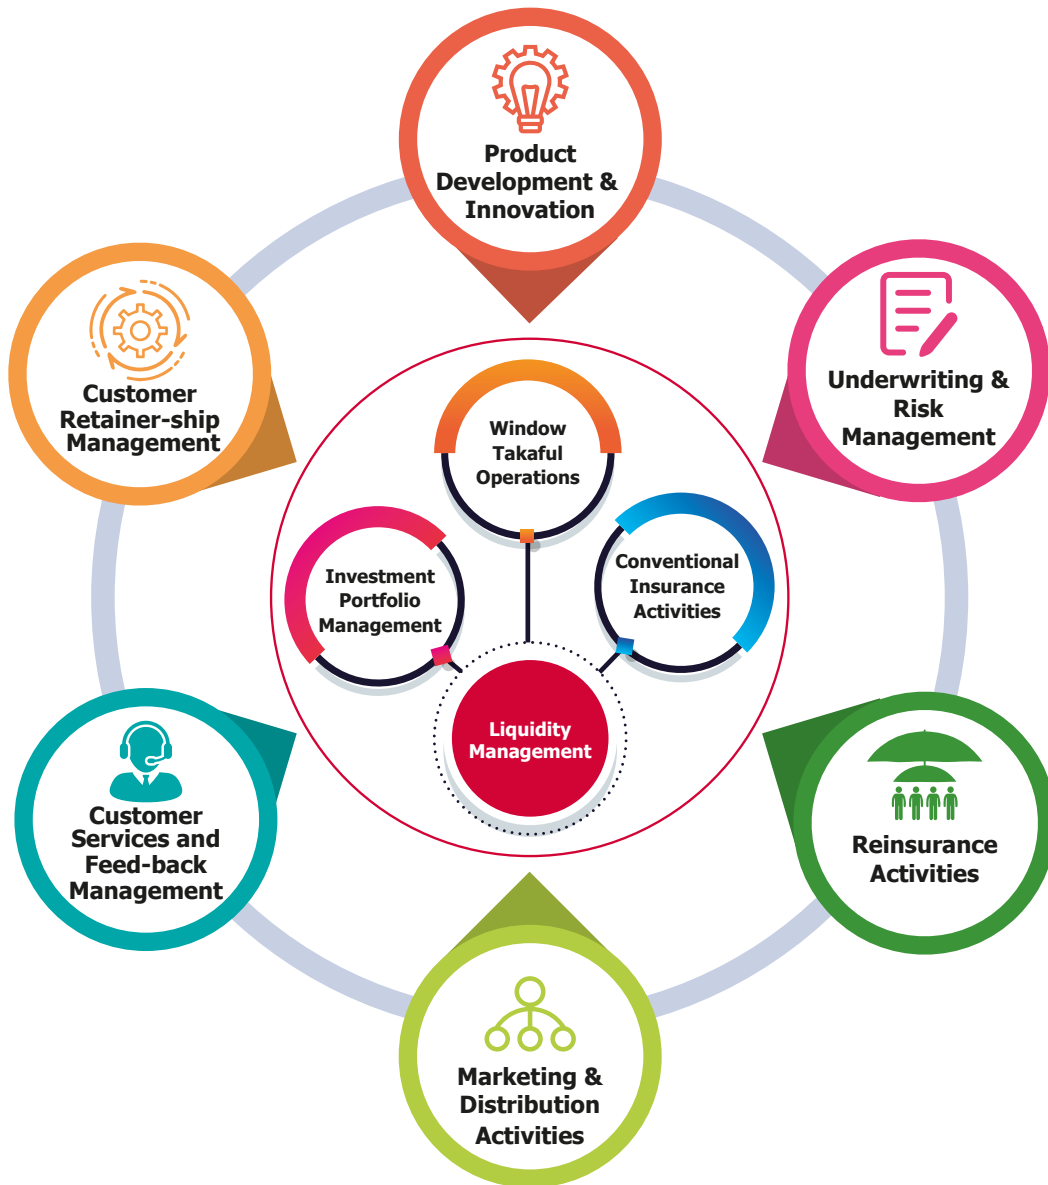 Product
Development &
Innovation
Underwriting &
Risk
Management
Reinsurance
Activities
Marketing &
Distribution
Activities
Customer
Services and
Feed-back
Management
Customer
Retainer-ship
Management
Window
Takaful
Operations
Conventional
Insurance
Activities
Investment
Portfolio
Management
Liquidity
Management